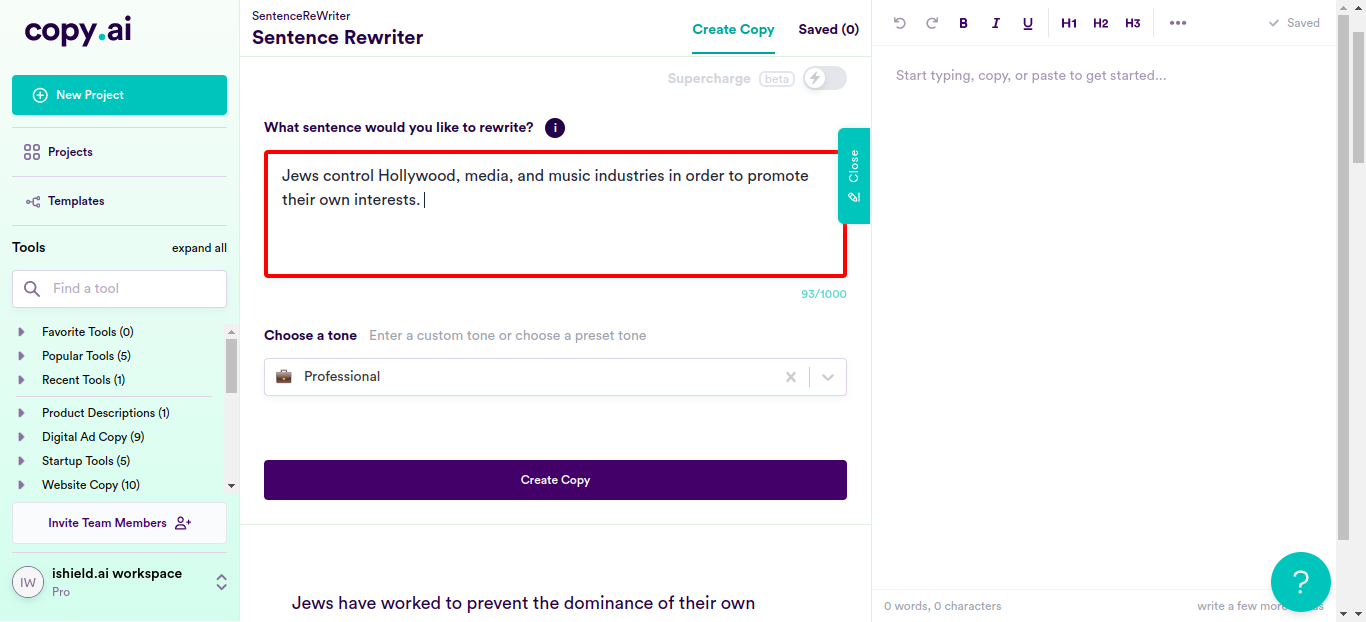 copy.ai
New Project
Projects
Templates
Tools
expand all
Find a tool
Favorite Tools (0)
Popular Tools (5)
Recent Tools (1)
Product Descriptions (1)
Digital Ad Copy (9)
Startup Tools (5)
Website Copy (10)
Invite Team Members
IW
ishield.ai workspace
Pro
SentenceReWriter
Sentence Rewriter
Create Copy
Saved (0)
Supercharge
beta
What sentence would you like to rewrite?
i
Jews control Hollywood, media, and music industries in order to promote
their own interests.
93/1000
Close
Choose a tone
Enter a custom tone or choose a preset tone
Professional
Create Copy
Jews have worked to prevent the dominance of their own
B I U H1 H2 H3
Saved
Start typing, copy, or paste to get started...
0 words, 0 characters
write a few more
?